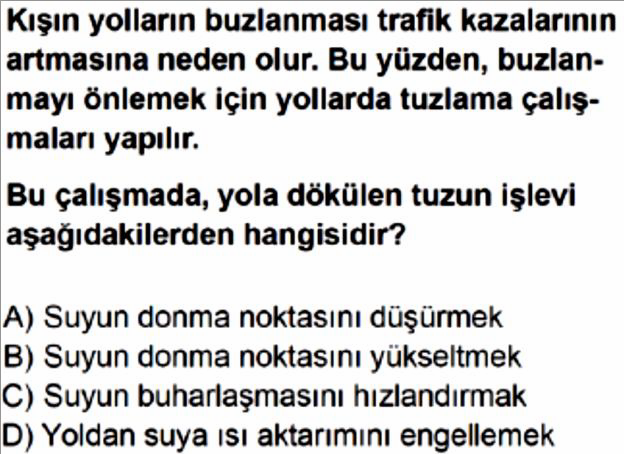 Kışın yolların buzlanması trafik kazalarının
artmasına neden olur. Bu yüzden, buzlan-
mayı önlemek için yollarda tuzlama çalış-
maları yapılır.
Bu çalışmada, yola dökülen tuzun işlevi
aşağıdakilerden hangisidir?
A) Suyun donma noktasını düşürmek
B) Suyun donma noktasını yükseltmek
C) Suyun buharlaşmasını hızlandırmak
D) Yoldan suya ısı aktarımını engellemek